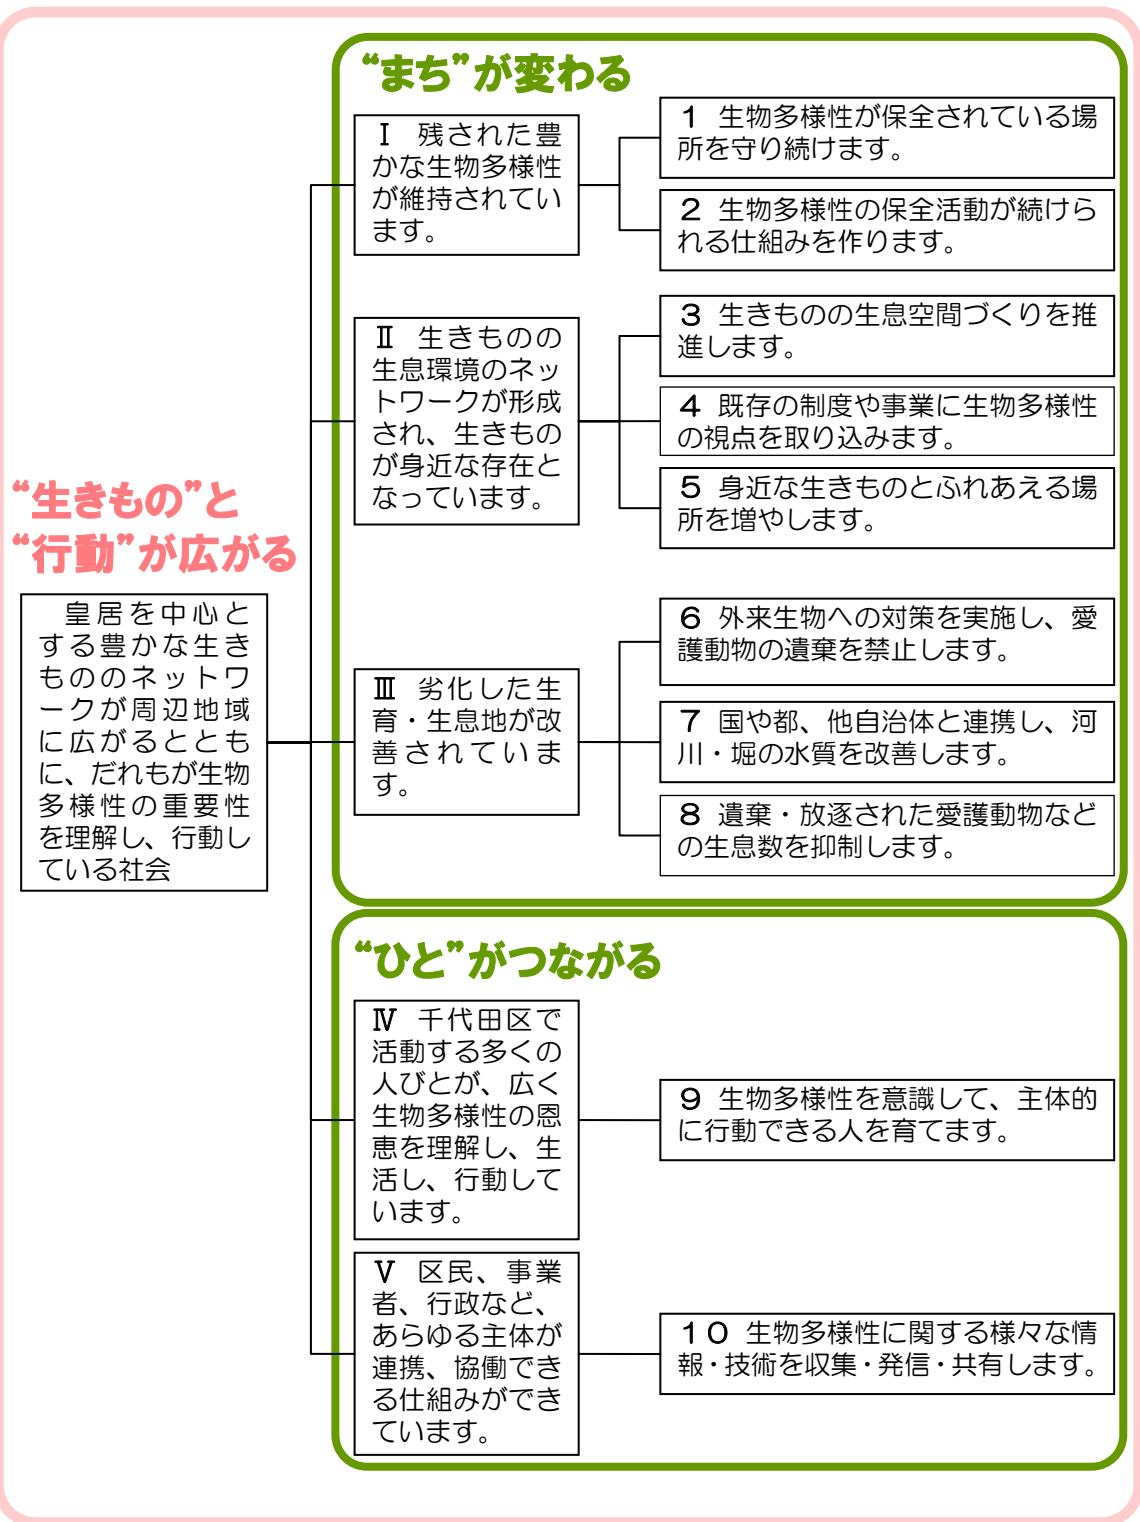 “生きもの”と
“行動”が広がる
皇居を中心と
する豊かな生き
もののネットワ
ークが周辺地域
に広がるととも
に、だれもが生物
多様性の重要性
を理解し、行動し
ている社会
“まち”が変わる
Ⅰ 残された豊
かな生物多様性
が維持されてい
ます。
1 生物多様性が保全されている場
所を守り続けます。
2 生物多様性の保全活動が続けら
れる仕組みを作ります。
Ⅱ 生きものの
生息環境のネッ
トワークが形成
され、生きもの
が身近な存在と
なっています。
3 生きものの生息空間づくりを推
進します。
4 既存の制度や事業に生物多様性
の視点を取り込みます。
5 身近な生きものとふれあえる場
所を増やします。
Ⅲ 劣化した生
育・生息地が改
善されていま
す。
6 外来生物への対策を実施し、愛
護動物の遺棄を禁止します。
7 国や都、他自治体と連携し、河
川・堀の水質を改善します。
8 遺棄・放逐された愛護動物など
の生息数を抑制します。
“ひと”がつながる
Ⅳ 千代田区で
活動する多くの
人びとが、広く
生物多様性の恩
恵を理解し、生
活し、行動して
います。
9 生物多様性を意識して、主体的
に行動できる人を育てます。
Ⅴ 区民、事業
者、行政など、
あらゆる主体が
連携、協働でき
る仕組みができ
ています。
10 生物多様性に関する様々な情
報・技術を収集・発信・共有します。